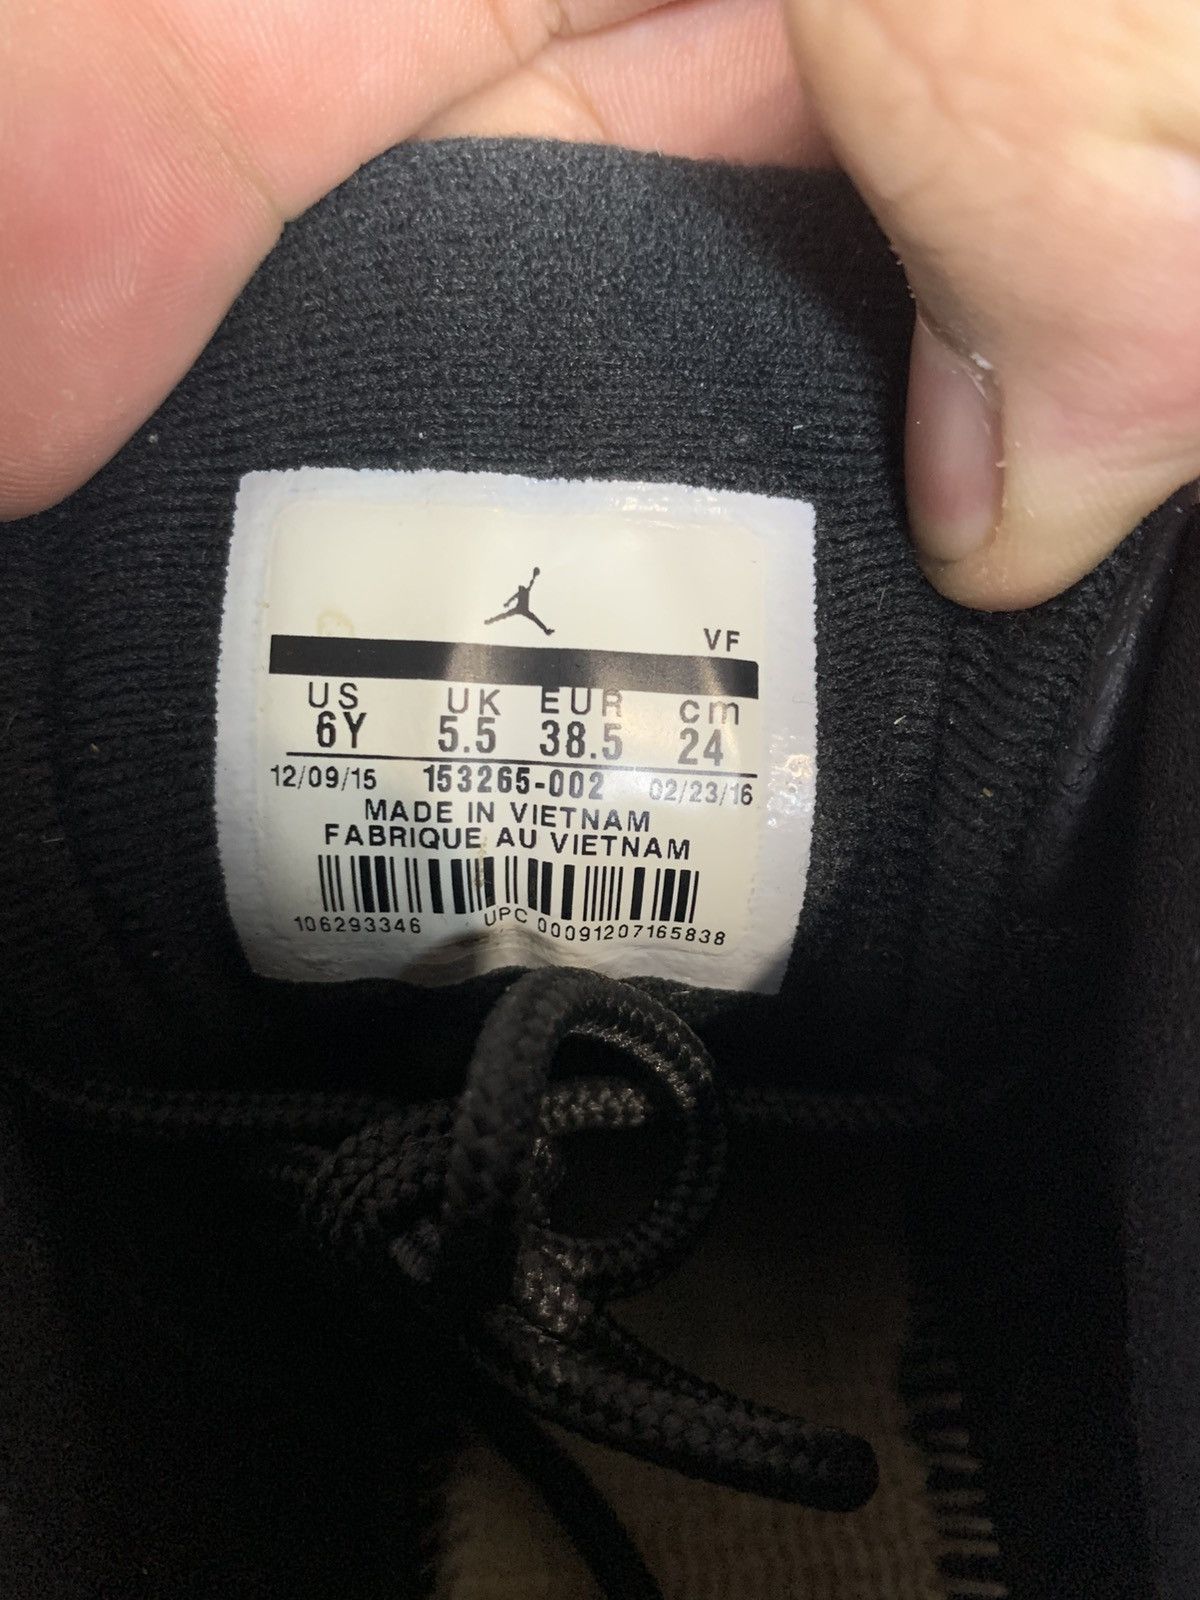 VF
US UK EUR cm
6Y 5.5 38.5 24
12/09/15 153265-002 02/23/16
MADE IN VIETNAM
FABRIQUE AU VIETNAM
106293346 UPC 00091207165838